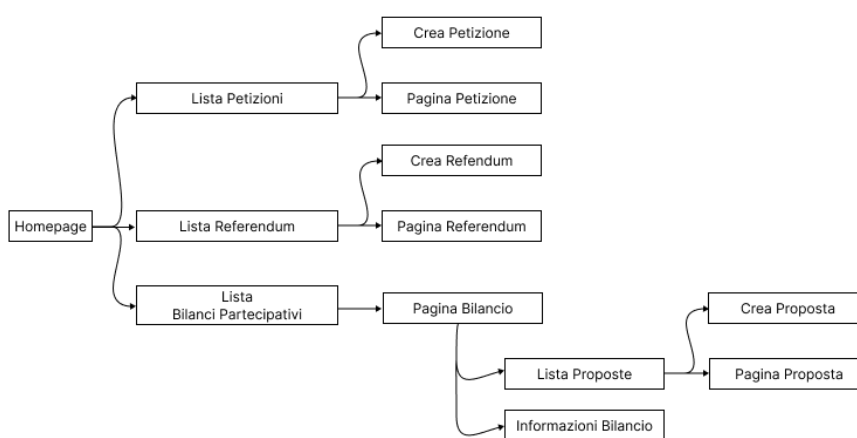 Crea Petizione
Lista Petizioni
Pagina Petizione
Crea Refendum
Homepage
Lista Referendum
Pagina Referendum
Lista
Bilanci Partecipativi
Pagina Bilancio
Crea Proposta
Lista Proposte
Pagina Proposta
Informazioni Bilancio